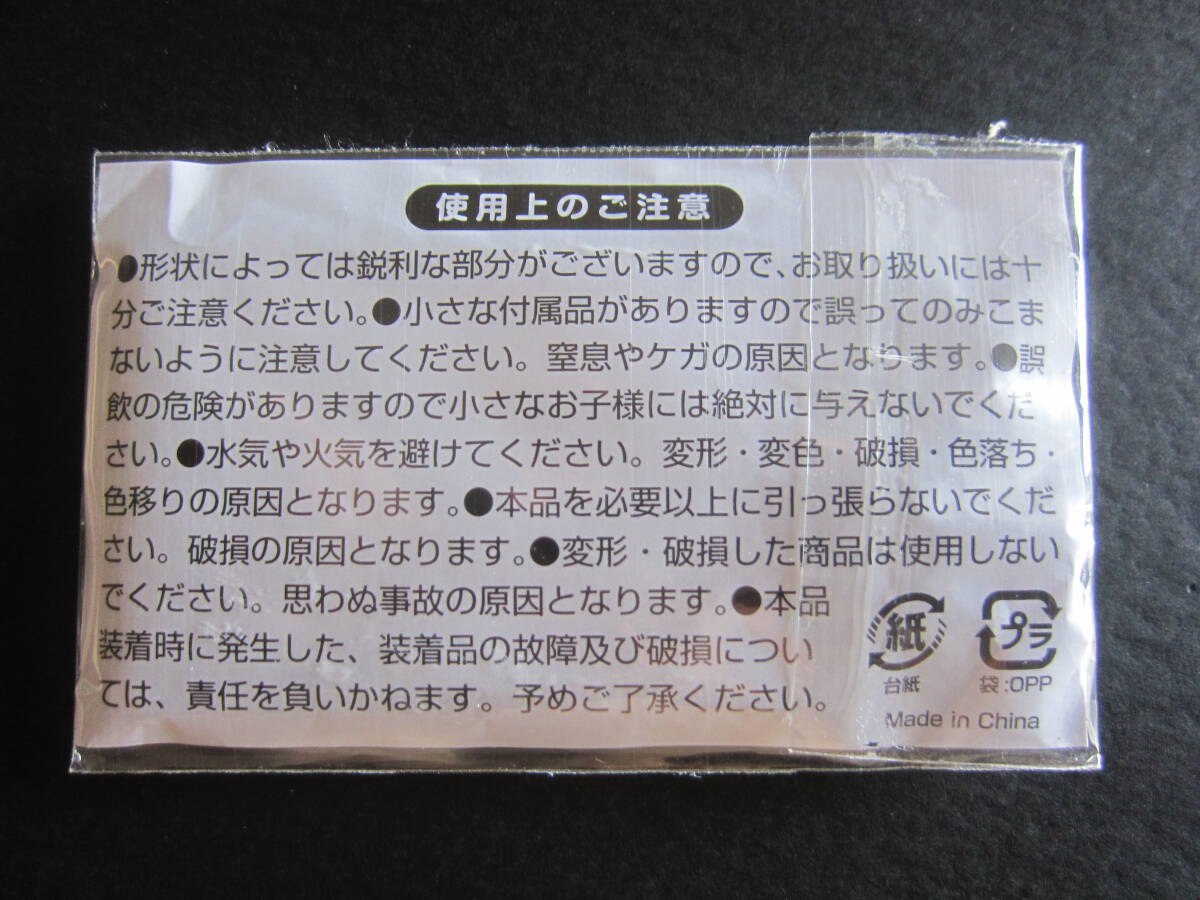 使用上のご注意
●形状によっては鋭利な部分がございますので、お取り扱いには十
分ご注意ください。●小さな付属品がありますので誤ってのみこま
ないように注意してください。窒息やケガの原因となります。●誤
飲の危険がありますので小さなお子様には絶対に与えないでくだ
さい。●水気や火気を避けてください。変形・変色・破損・色落ち・
色移りの原因となります。●本品を必要以上に引っ張らないでくだ
さい。破損の原因となります。●変形・破損した商品は使用しない
でください。思わぬ事故の原因となります。●本品
装着時に発生した、装着品の故障及び破損につい
ては、責任を負いかねます。予めご了承ください。
紙
台紙
プラ
袋:OPP
Made in China